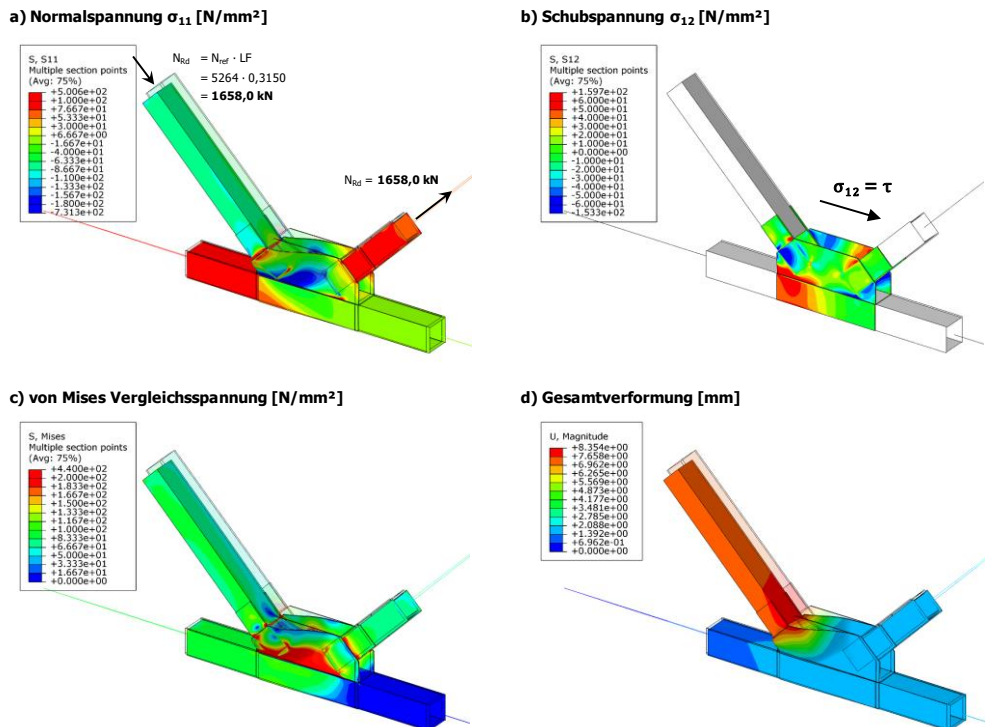 a) Normalspannung σ₁₁ [N/mm²]
S, S11
Multiple section points
(Avg: 75%)
+5.006e+02
+1.000e+02
+7.667e+01
+5.333e+01
+3.000e+01
+6.667e+00
-1.667e+01
-4.000e+01
-6.333e+01
-8.667e+01
-1.100e+02
-1.333e+02
-1.567e+02
-1.800e+02
-7.313e+02
N_Rd = N_ref · LF
= 5264 · 0,3150
= 1658,0 kN
N_Rd = 1658,0 kN
b) Schubspannung σ₁₂ [N/mm²]
S, S12
Multiple section points
(Avg: 75%)
+1.597e+02
+6.000e+01
+5.000e+01
+4.000e+01
+3.000e+01
+2.000e+01
+1.000e+01
+0.000e+00
-1.000e+01
-2.000e+01
-3.000e+01
-4.000e+01
-5.000e+01
-6.000e+01
-1.533e+02
σ₁₂ = τ
c) von Mises Vergleichsspannung [N/mm²]
S, Mises
Multiple section points
(Avg: 75%)
+4.400e+02
+2.000e+02
+1.833e+02
+1.667e+02
+1.500e+02
+1.333e+02
+1.167e+02
+1.000e+02
+8.333e+01
+6.667e+01
+5.000e+01
+3.333e+01
+1.667e+01
+0.000e+00
d) Gesamtverformung [mm]
U, Magnitude
+8.354e+00
+7.658e+00
+6.962e+00
+6.265e+00
+5.569e+00
+4.873e+00
+4.177e+00
+3.481e+00
+2.785e+00
+2.088e+00
+1.392e+00
+6.962e-01
+0.000e+00